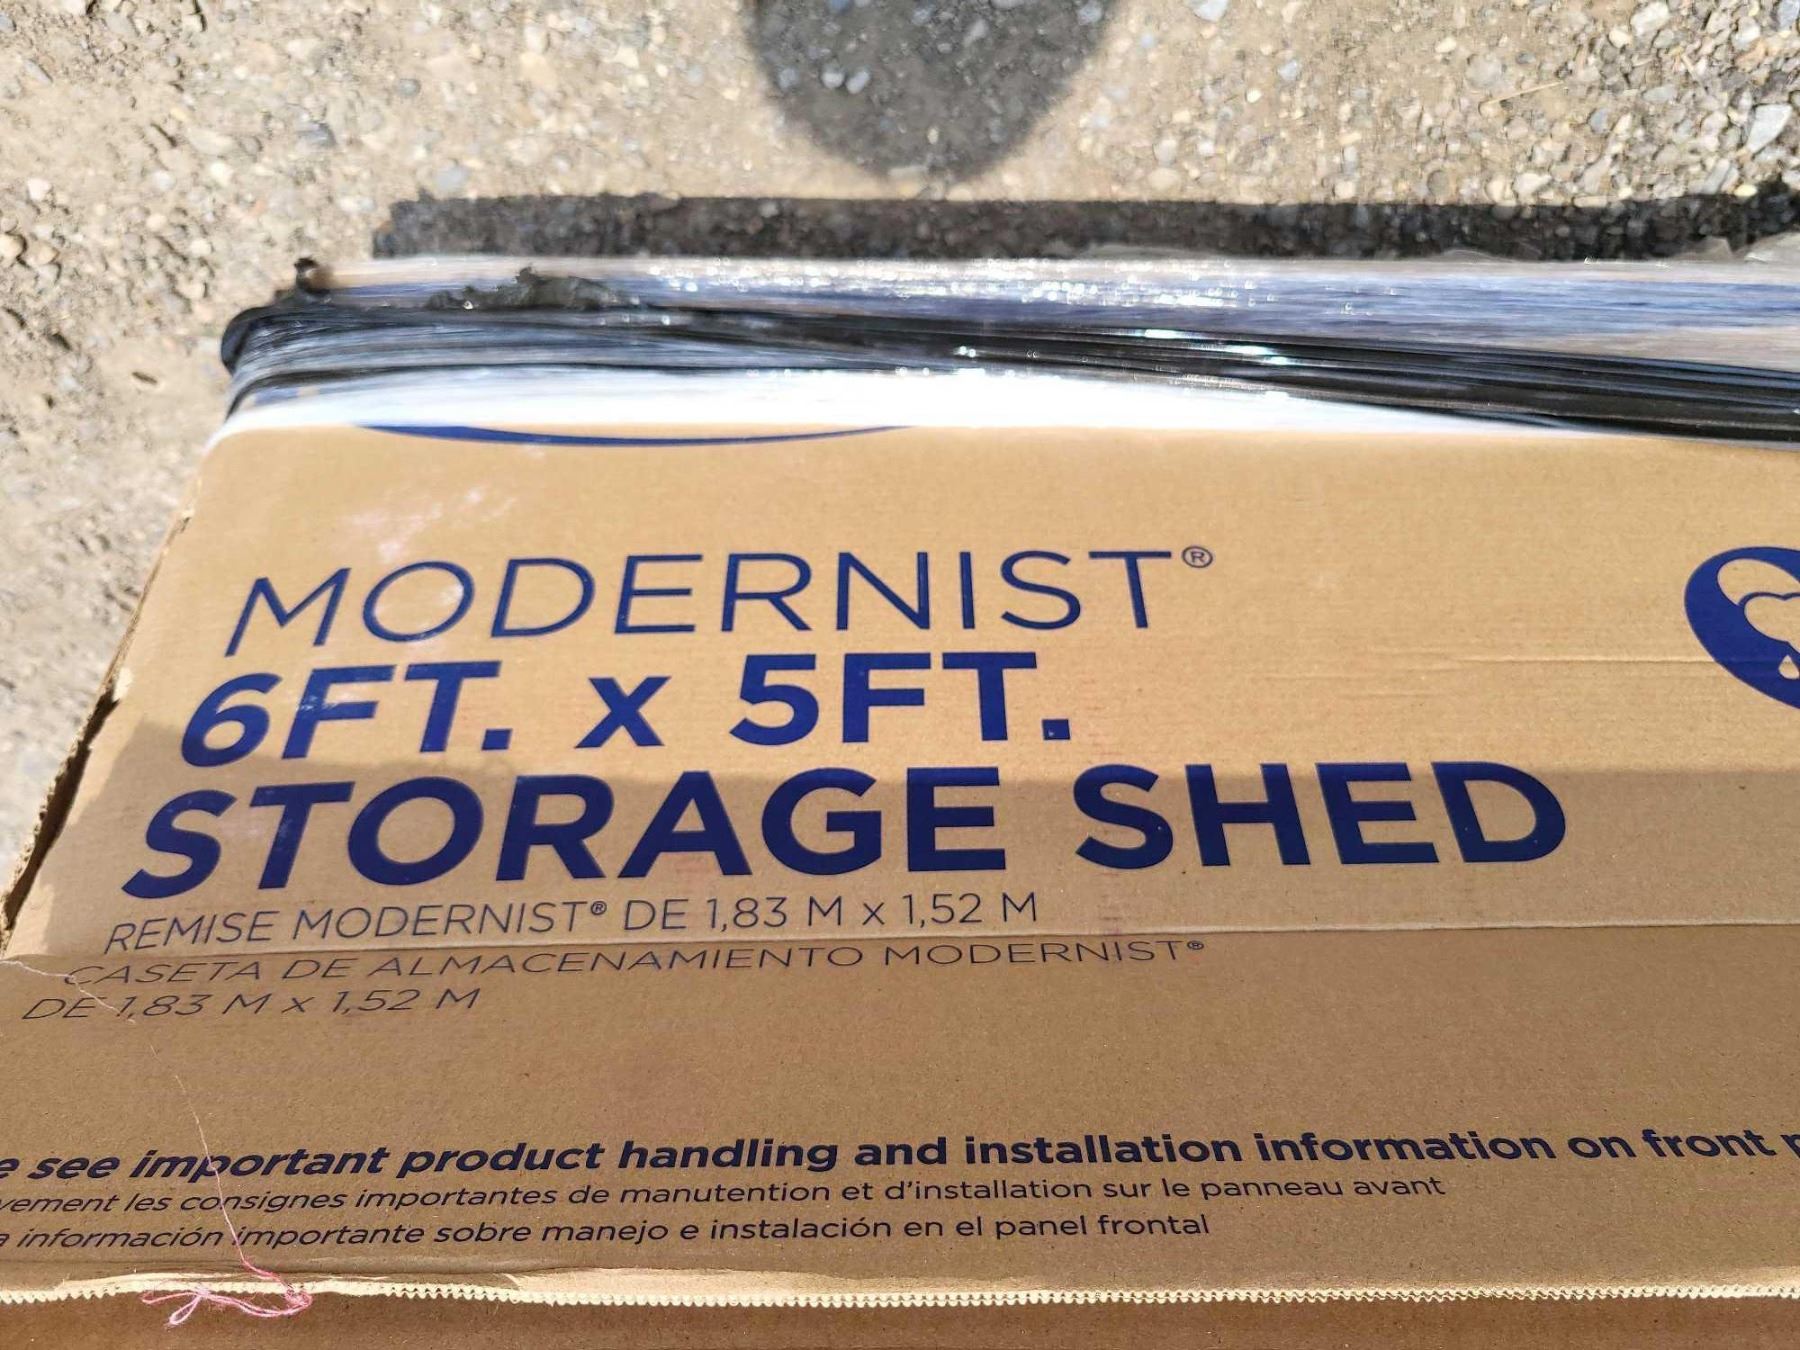 MODERNIST®
6FT. x 5FT.
STORAGE SHED
REMISE MODERNIST® DE 1,83 M x 1,52 M
CASETA DE ALMACENAMIENTO MODERNIST®
DE 1,83 M x 1,52 M
see important product handling and installation information on front
les consignes importantes de manutention et d'installation sur le panneau avant
información importante sobre manejo e instalación en el panel frontal